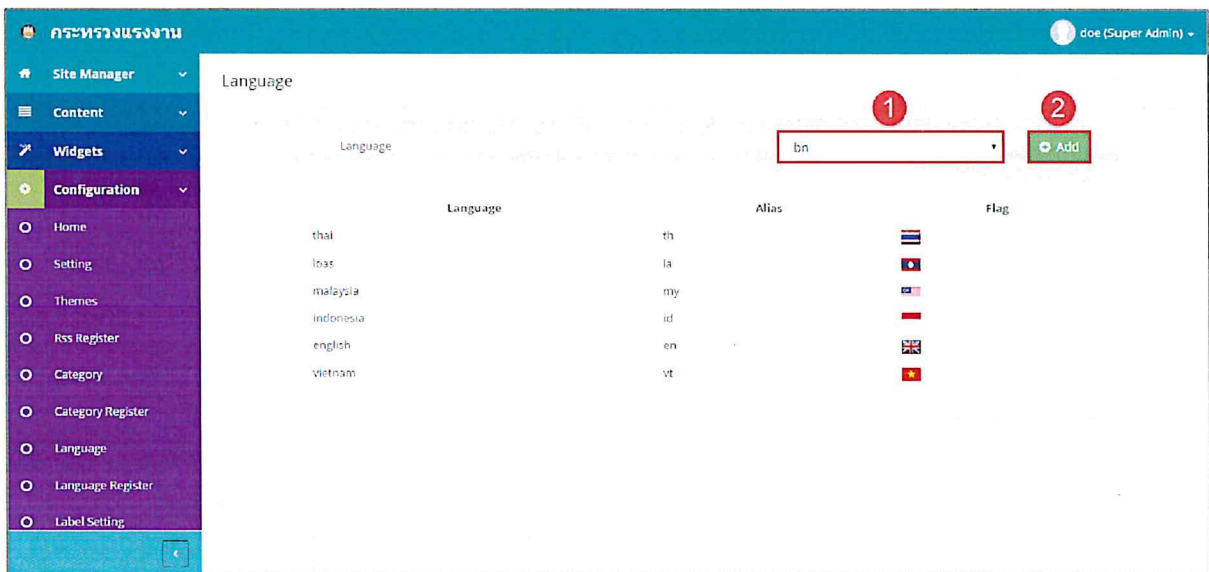 กระทรวงแรงงาน
doe (Super Admin)
Site Manager
Content
Widgets
Configuration
Home
Setting
Themes
Rss Register
Category
Category Register
Language
Language Register
Label Setting
Language
1
2
Language
bn
Add
Language Alias Flag
thai th
loas la
malaysia my
indonesia id
english en
vietnam vt